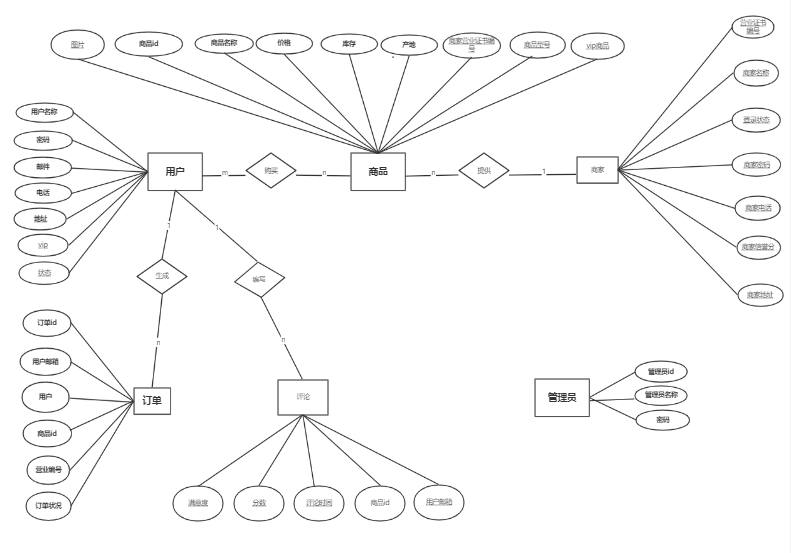 图片
商品id
商品名称
价格
库存
产地
商家营业证书编
号
商品型号
vip商品
营业证书
编号
商家名称
登录状态
商家密码
商家电话
商家信誉分
商家地址
用户名称
密码
邮件
电话
地址
vip
状态
用户
m
购买
n
商品
n
提供
1
商家
1
1
生成
编写
n
n
订单id
用户邮箱
用户
商品id
营业编号
订单状况
订单
评论
管理员
管理员id
管理员名称
密码
满意度
分数
评论时间
商品id
用户邮箱